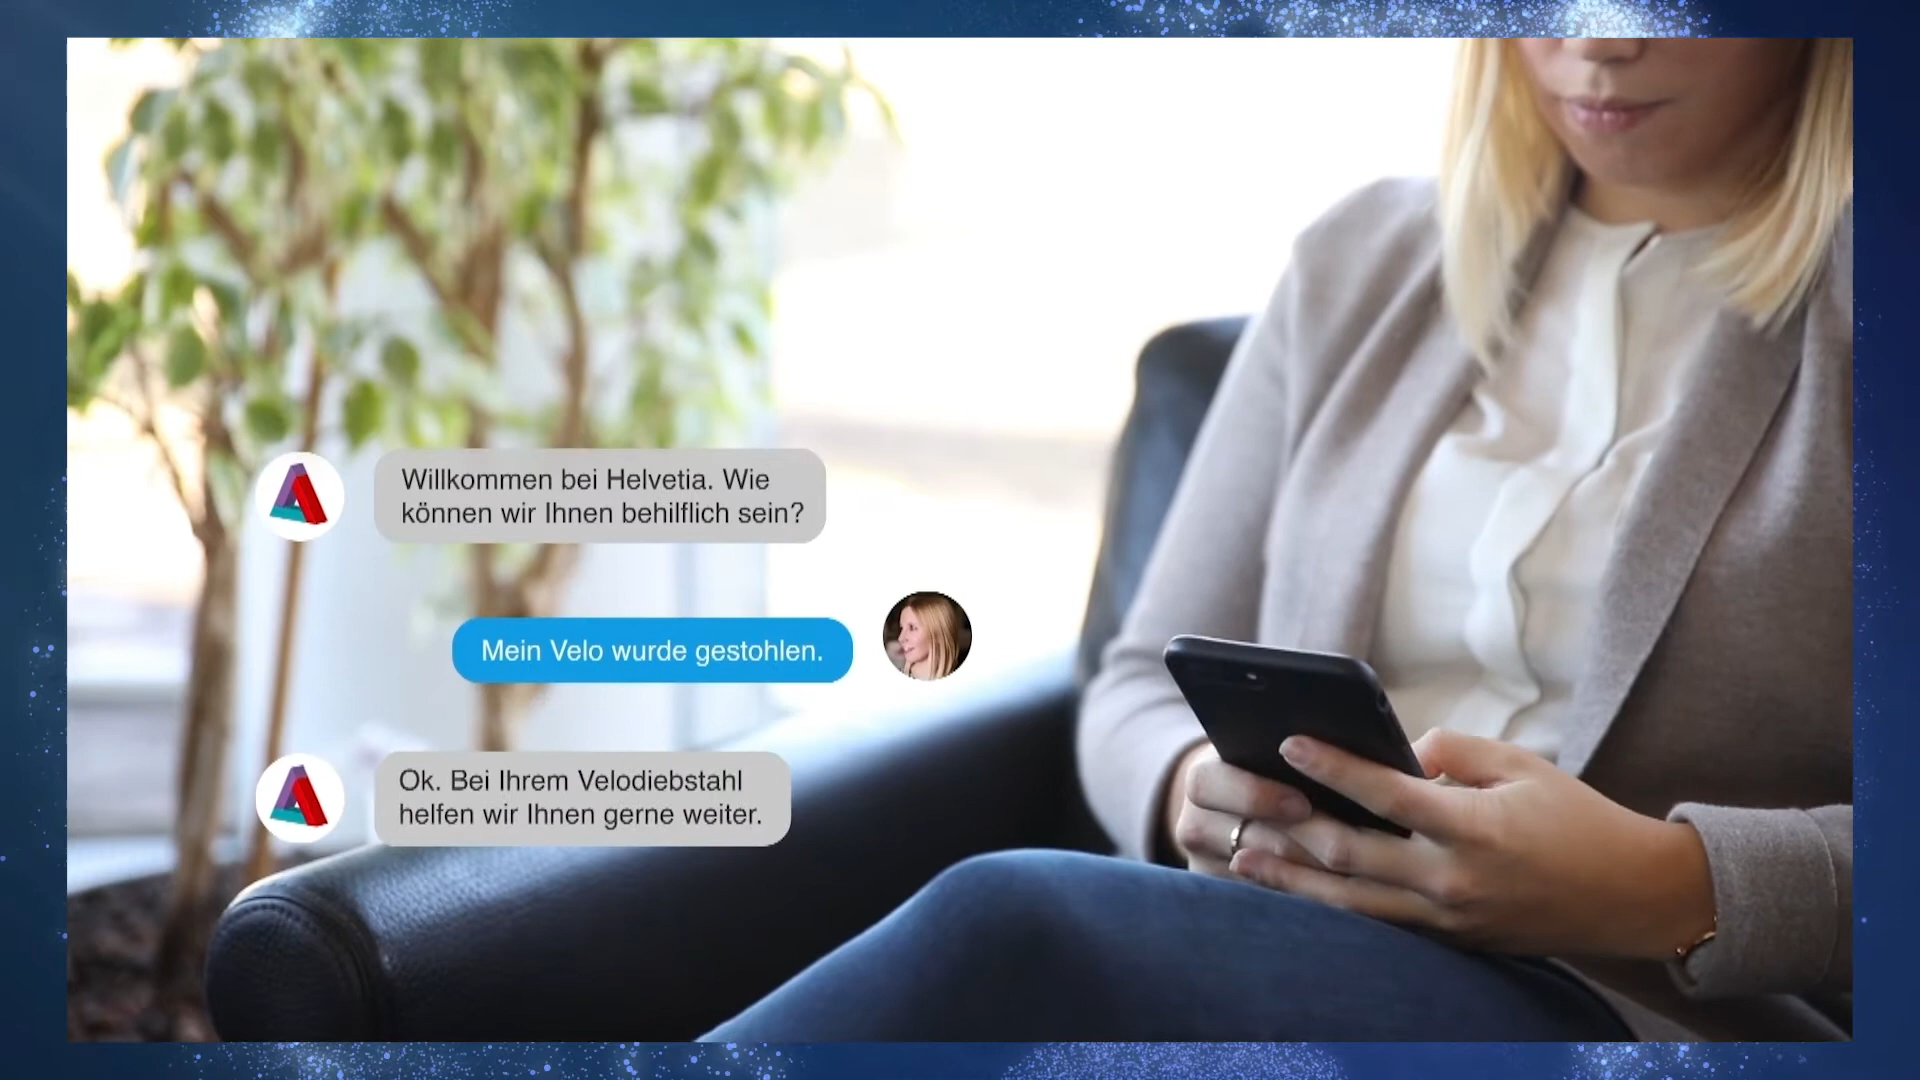 Willkommen bei Helvetia. Wie
können wir Ihnen behilflich sein?
Mein Velo wurde gestohlen.
Ok. Bei Ihrem Velodiebstahl
helfen wir Ihnen gerne weiter.